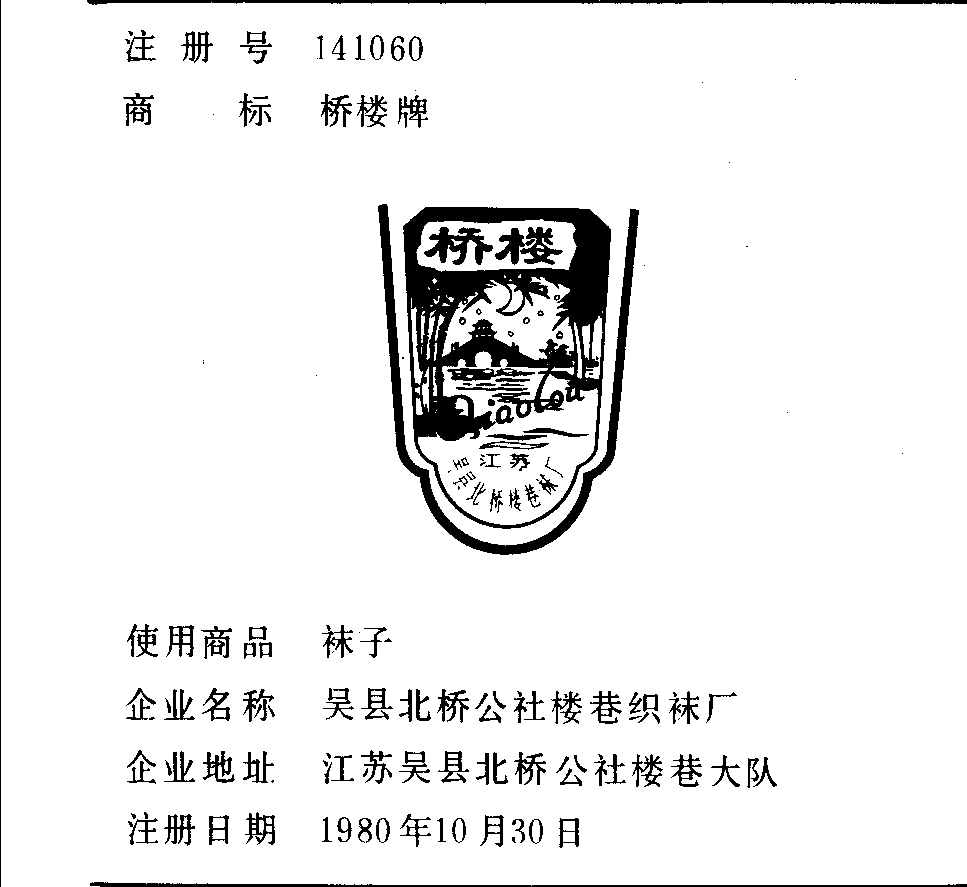 注册号 141060
商标 桥楼牌
桥楼
Qiaolou
江苏
吴县北桥楼巷袜厂
使用商品 袜子
企业名称 吴县北桥公社楼巷织袜厂
企业地址 江苏吴县北桥公社楼巷大队
注册日期 1980年10月30日